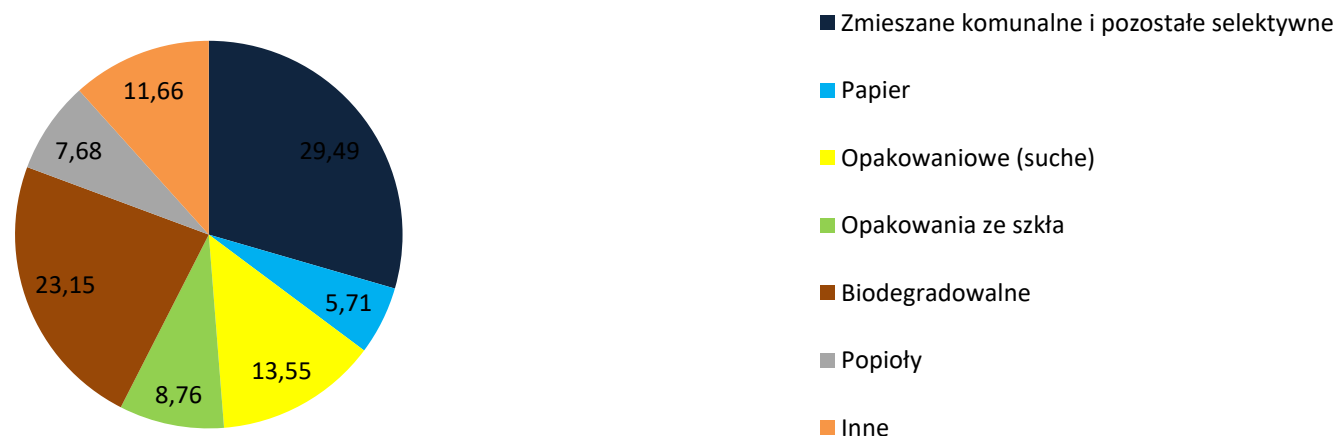 Zmieszane komunalne i pozostałe selektywne
11,66
29,49
7,68
Papier
Opakowaniowe (suche)
Opakowania ze szkła
23,15
5,71
Biodegradowalne
13,55
8,76
Popioły
Inne